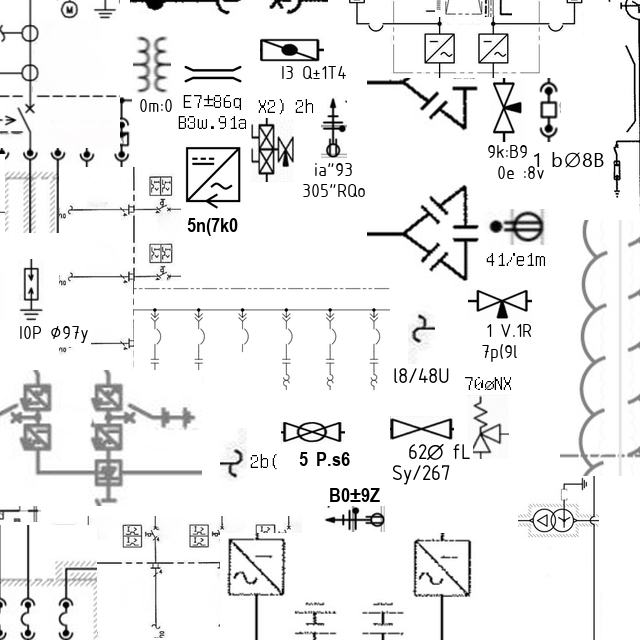 M
I3 Q±1T4
0m:0
E7±86q
X2) 2h
B3w.91a
9k:B9
1 bØ8B
0e :8v
ia"93
305"RQo
5n(7k0
41/e1m
I0P Ø97y
1 V.1R
7p(9l
l8/48U
62Ø fL
2b(
5 P.s6
Sy/267
B0±9Z